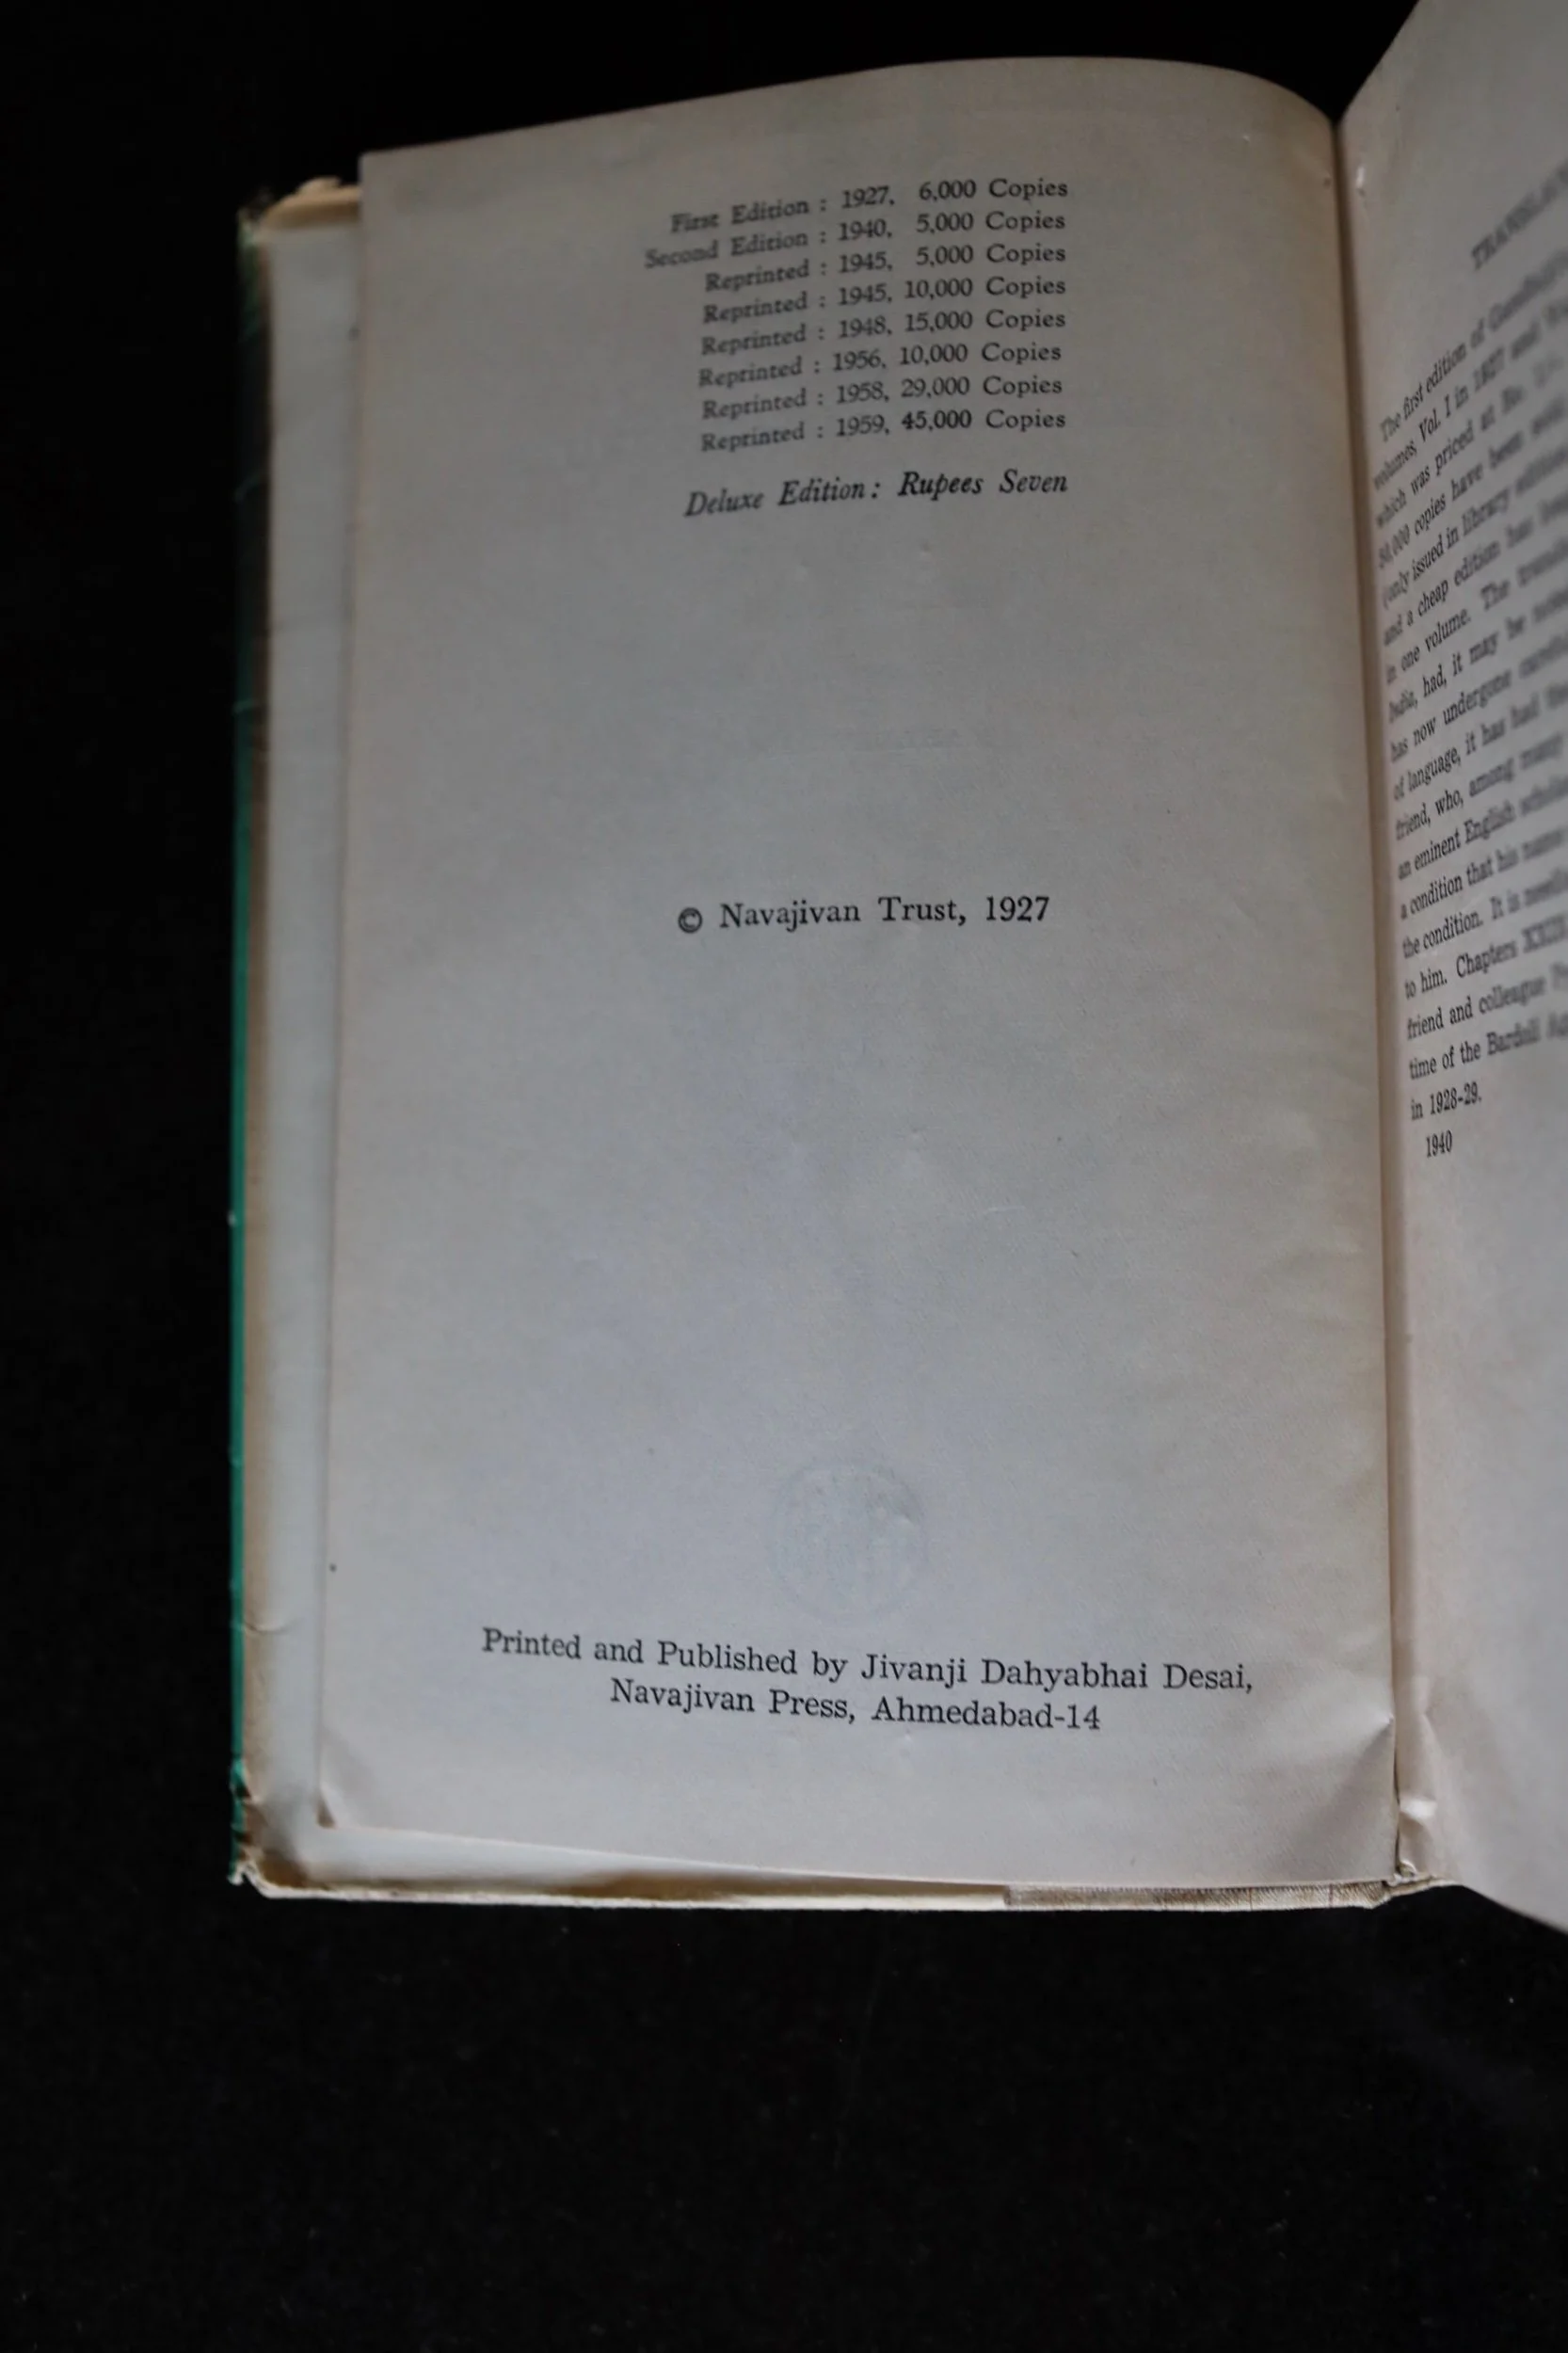 First Edition : 1927, 6,000 Copies
Second Edition : 1940, 5,000 Copies
Reprinted : 1945, 5,000 Copies
Reprinted : 1945, 10,000 Copies
Reprinted : 1948, 15,000 Copies
Reprinted : 1956, 10,000 Copies
Reprinted : 1958, 29,000 Copies
Reprinted : 1959, 45,000 Copies
Deluxe Edition: Rupees Seven
© Navajivan Trust, 1927
Printed and Published by Jivanji Dahyabhai Desai,
Navajivan Press, Ahmedabad-14
The first edition of
volumes, Vol. I in 1927 and
which was priced at Rs.
copies have been
(only issued in library edition
and a cheap edition has
in one volume. The
India, had, it may be
has now undergone
of language, it has had the
friend, who, among many
an eminent English
a condition that his name
the condition. It is
to him. Chapters
friend and colleague
time of the Bardoli
in 1928-29.
1940